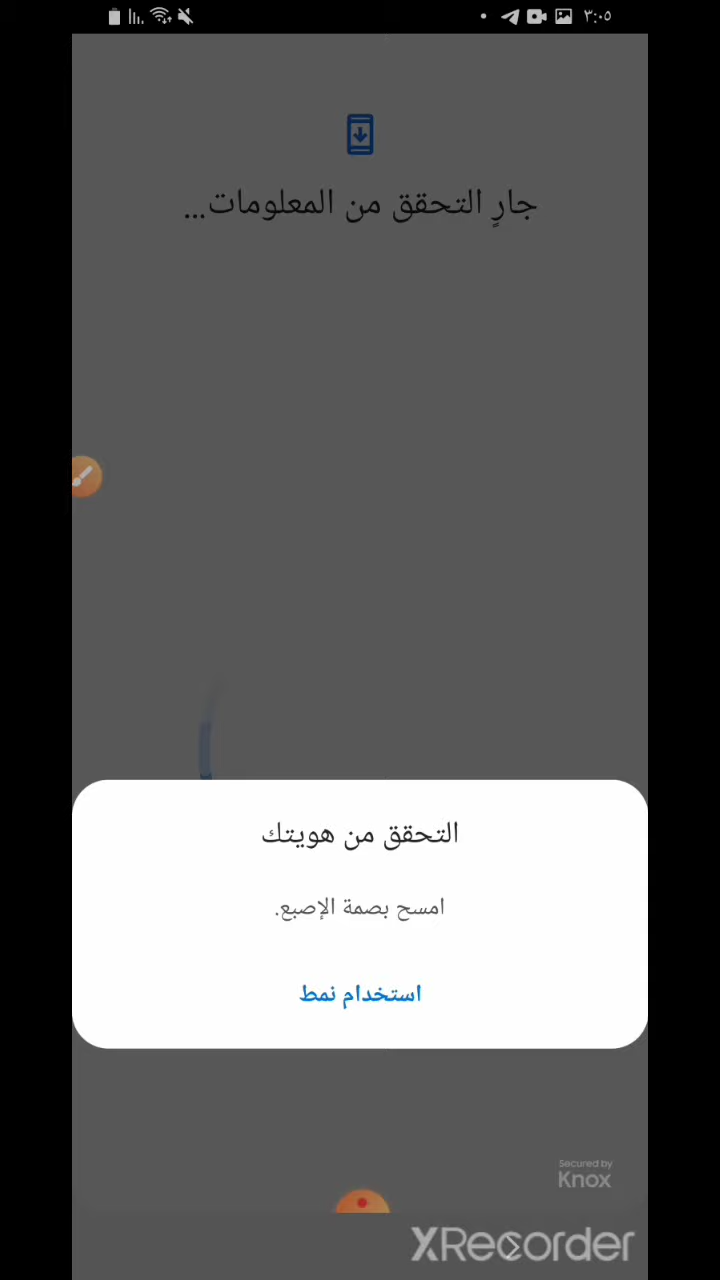 ٣:٠٥
جارٍ التحقق من المعلومات...
التحقق من هويتك
امسح بصمة الإصبع.
استخدام نمط
Secured by
Knox
XRecorder